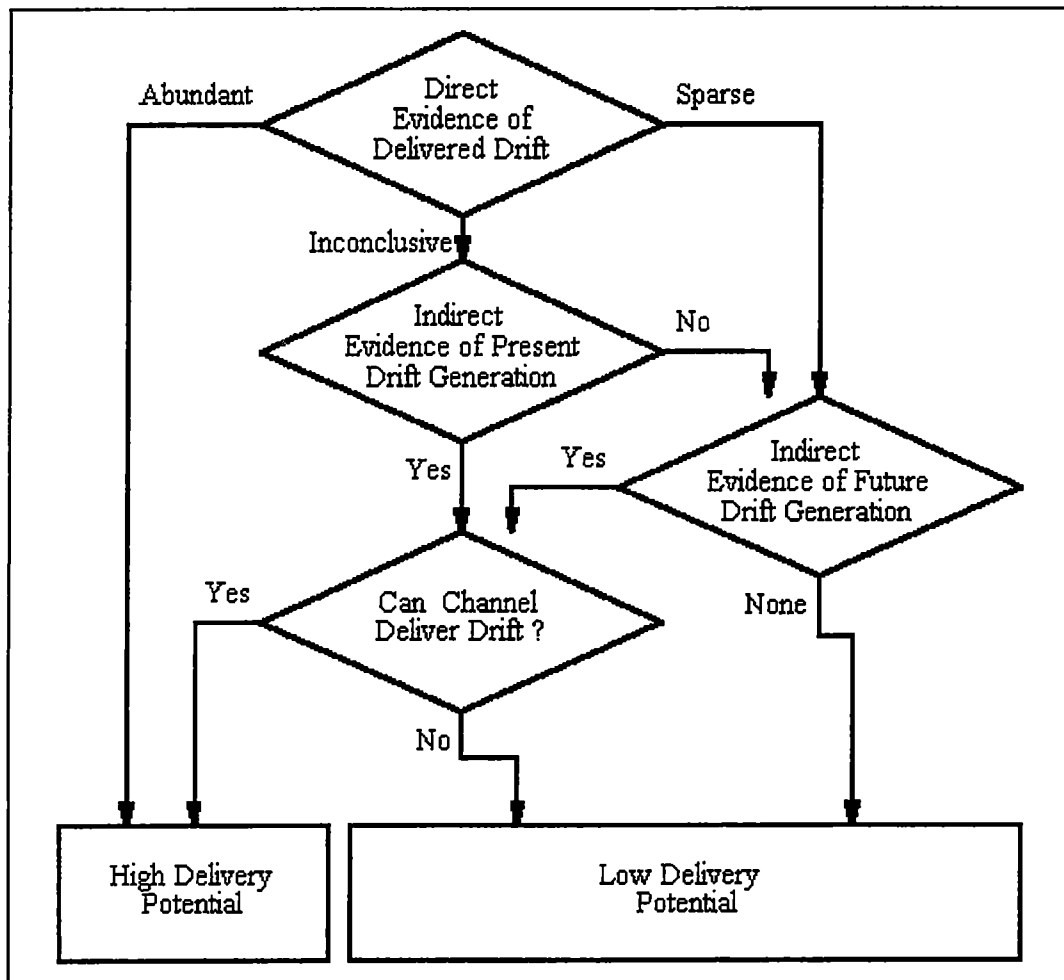 Direct
Evidence of
Delivered Drift
Abundant
Sparse
Inconclusive
Indirect
Evidence of Present
Drift Generation
No
Indirect
Evidence of Future
Drift Generation
Yes
Yes
Can Channel
Deliver Drift ?
Yes
None
No
High Delivery
Potential
Low Delivery
Potential